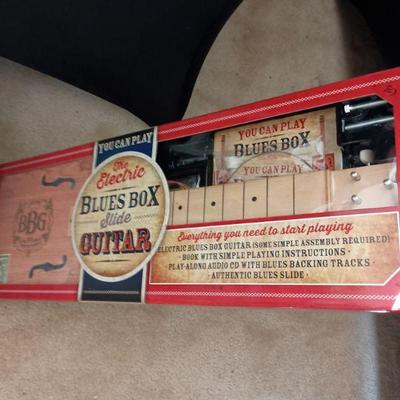 YOU CAN PLAY
The
Electric
BLUES BOX
Slide
GUITAR
BBG
YOU CAN PLAY
BLUES BOX
YOU CAN PLAY
Everything you need to start playing
ELECTRIC BLUES BOX GUITAR (SOME SIMPLE ASSEMBLY REQUIRED) •
BOOK WITH SIMPLE PLAYING INSTRUCTIONS •
PLAY-ALONG AUDIO CD WITH BLUES BACKING TRACKS •
AUTHENTIC BLUES SLIDE •